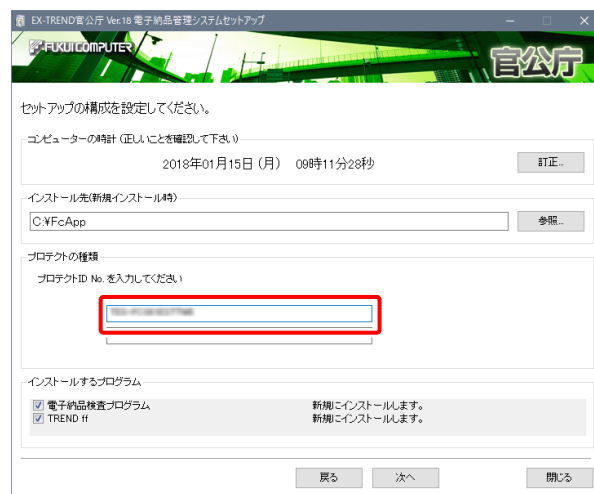 EX-TREND官公庁 Ver.18 電子納品管理システムセットアップ
FUKUI COMPUTER
官公庁
セットアップの構成を設定してください。
コンピューターの時計（正しいことを確認して下さい）
2018年01月15日（月） 09時11分28秒
訂正...
インストール先(新規インストール時)
C:¥FcApp
参照...
プロテクトの種類
プロテクトID No. を入力してください
インストールするプログラム
電子納品検査プログラム 新規にインストールします。
TREND ff 新規にインストールします。
戻る 次へ 閉じる